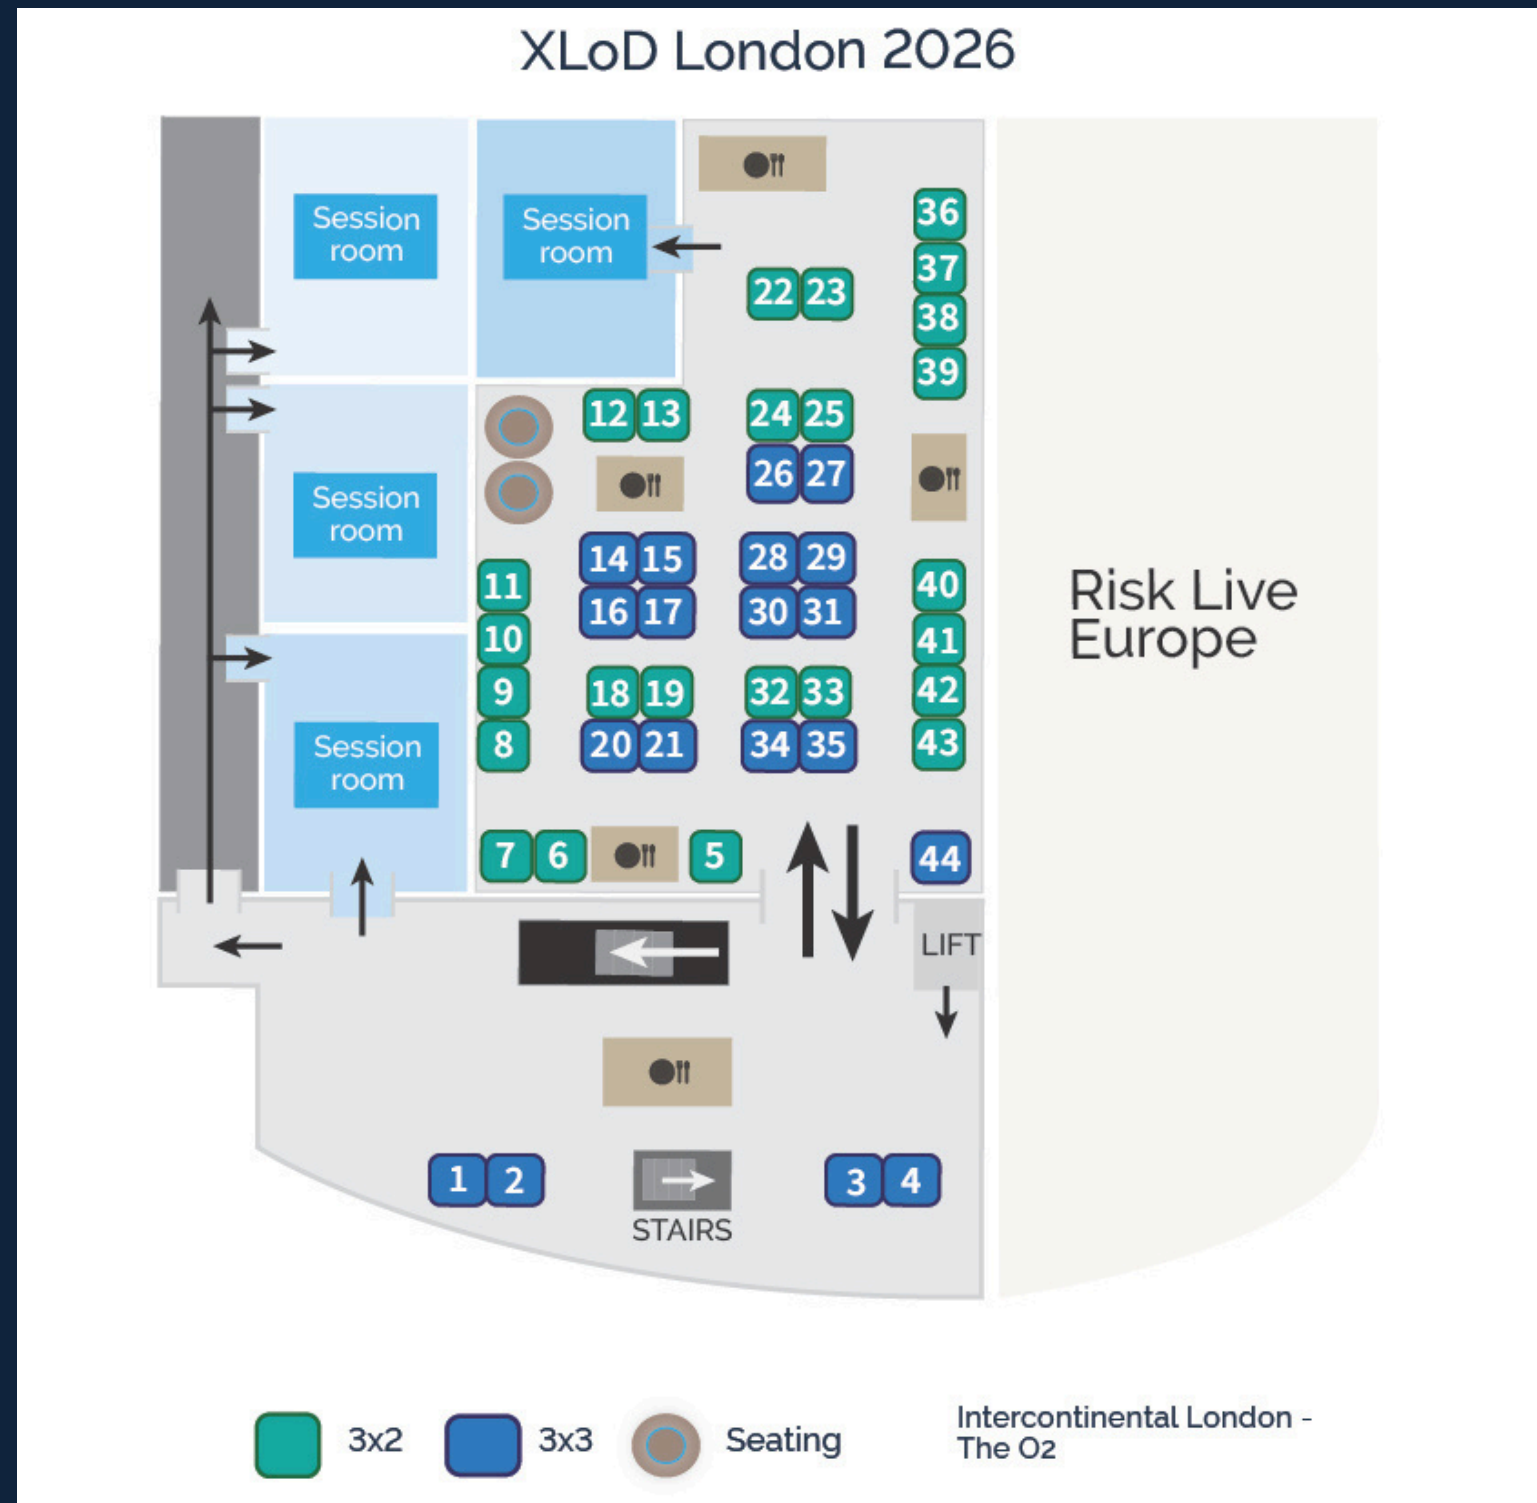 XLoD London 2026
Session
room
Session
room
36
37
22 23
38
39
12 13
24 25
26 27
Session
room
14 15
28 29
11
40
16 17
30 31
10
41
Risk Live
Europe
9
18 19
32 33
42
8
20 21
34 35
43
Session
room
7 6
5
44
LIFT
1 2
3 4
STAIRS
3x2
3x3
Seating
Intercontinental London -
The O2